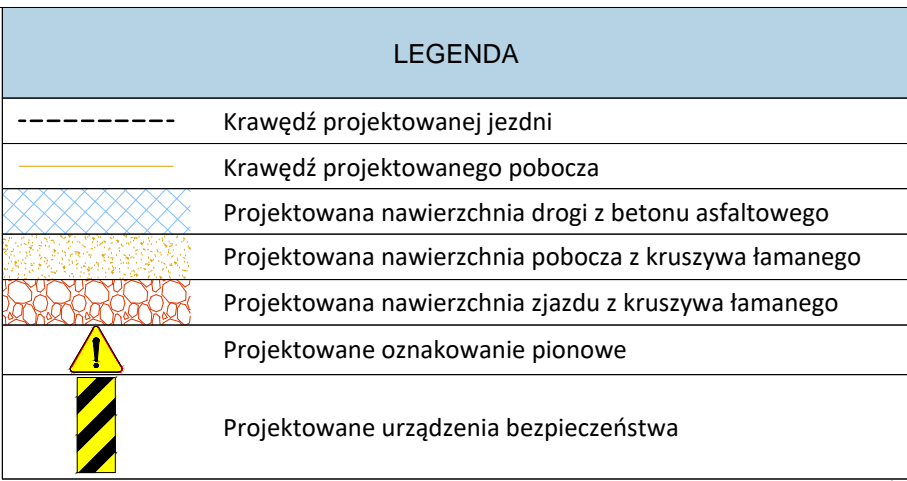 LEGENDA
Krawędź projektowanej jezdni
Krawędź projektowanego pobocza
Projektowana nawierzchnia drogi z betonu asfaltowego
Projektowana nawierzchnia pobocza z kruszywa łamanego
Projektowana nawierzchnia zjazdu z kruszywa łamanego
Projektowane oznakowanie pionowe
Projektowane urządzenia bezpieczeństwa